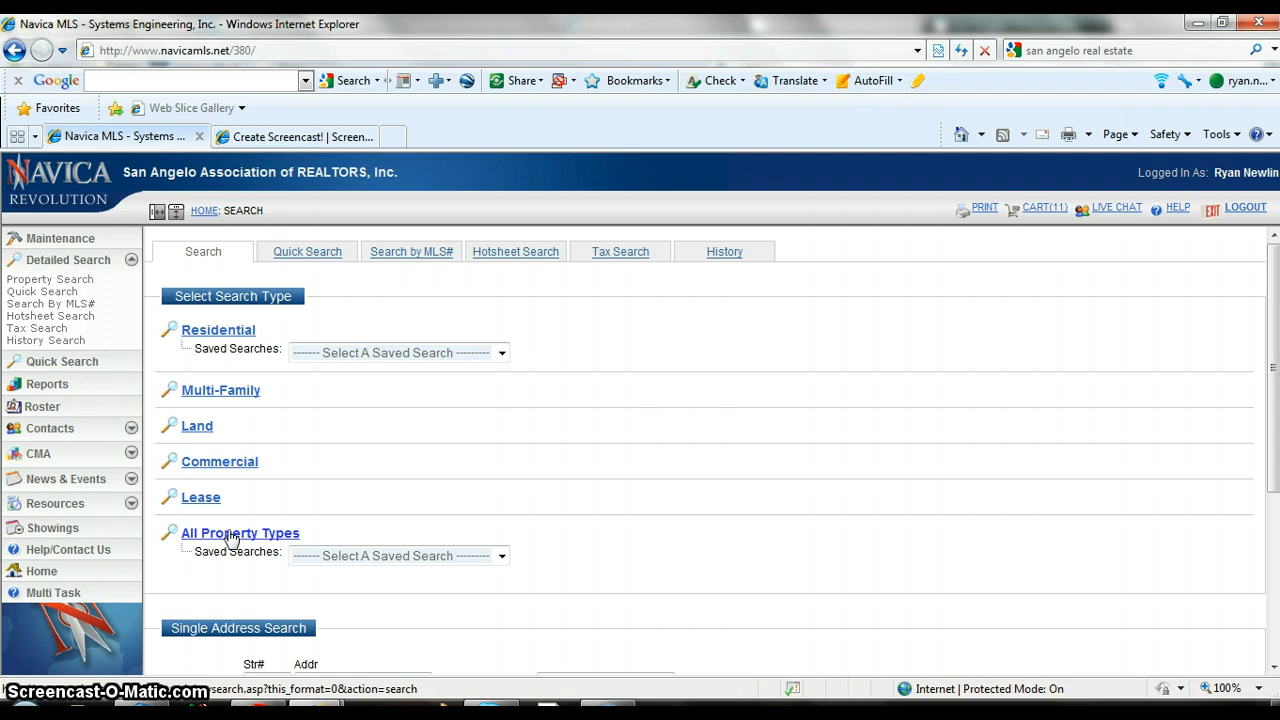 Navica MLS - Systems Engineering, Inc. - Windows Internet Explorer
http://www.navicamls.net/380/
san angelo real estate
x Google Search Share Bookmarks Check Translate AutoFill ryan.n...
Favorites Web Slice Gallery
Navica MLS - Systems ... x Create Screencast! | Screen... Page Safety Tools
NAVICA
REVOLUTION
San Angelo Association of REALTORS, Inc.
Logged In As: Ryan Newlin
HOME: SEARCH
PRINT CART(11) LIVE CHAT HELP EXIT LOGOUT
Maintenance
Detailed Search
Property Search
Quick Search
Search By MLS#
Hotsheet Search
Tax Search
History Search
Quick Search
Reports
Roster
Contacts
CMA
News & Events
Resources
Showings
Help/Contact Us
Home
Multi Task
Search Quick Search Search by MLS# Hotsheet Search Tax Search History
Select Search Type
Residential
Saved Searches: ------- Select A Saved Search ---------
Multi-Family
Land
Commercial
Lease
All Property Types
Saved Searches: ------- Select A Saved Search ---------
Single Address Search
Str# Addr
Screencast-O-Matic.com
search.asp?this_format=0&action=search
Internet | Protected Mode: On
100%